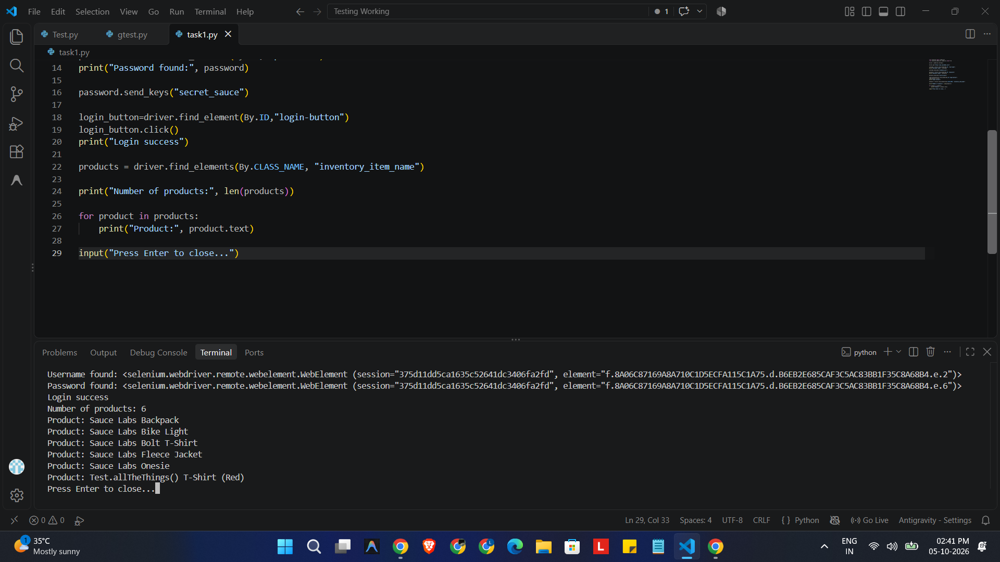 File Edit Selection View Go Run Terminal Help
Testing Working
1
Test.py
gtest.py
task1.py
task1.py
14 print("Password found:", password)
15
16 password.send_keys("secret_sauce")
17
18 login_button=driver.find_element(By.ID,"login-button")
19 login_button.click()
20 print("Login success")
21
22 products = driver.find_elements(By.CLASS_NAME, "inventory_item_name")
23
24 print("Number of products:", len(products))
25
26 for product in products:
27     print("Product:", product.text)
28
29 input("Press Enter to close...")
Problems Output Debug Console Terminal Ports
python
Username found: <selenium.webdriver.remote.webelement.WebElement (session="375d11dd5ca1635c52641dc3406fa2fd", element="f.8A06C87169A8A710C1D5ECFA115C1A75.d.B6EB2E685CAF3C5AC83BB1F35C8A68B4.e.2")>
Password found: <selenium.webdriver.remote.webelement.WebElement (session="375d11dd5ca1635c52641dc3406fa2fd", element="f.8A06C87169A8A710C1D5ECFA115C1A75.d.B6EB2E685CAF3C5AC83BB1F35C8A68B4.e.6")>
Login success
Number of products: 6
Product: Sauce Labs Backpack
Product: Sauce Labs Bike Light
Product: Sauce Labs Bolt T-Shirt
Product: Sauce Labs Fleece Jacket
Product: Sauce Labs Onesie
Product: Test.allTheThings() T-Shirt (Red)
Press Enter to close...
0 0
Ln 29, Col 33 Spaces: 4 UTF-8 CRLF { } Python Go Live Antigravity - Settings
1
35°C
Mostly sunny
L
L
ENG
IN
02:41 PM
05-10-2026